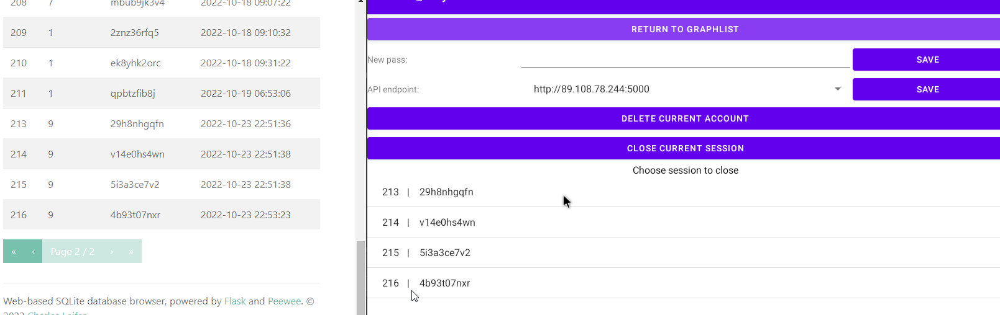 208 7 mbub9jk3v4 2022-10-18 09:07:22
209 1 2znz36rfq5 2022-10-18 09:10:32
210 1 ek8yhk2orc 2022-10-18 09:31:22
211 1 qpbtzfib8j 2022-10-19 06:53:06
213 9 29h8nhgqfn 2022-10-23 22:51:36
214 9 v14e0hs4wn 2022-10-23 22:51:38
215 9 5i3a3ce7v2 2022-10-23 22:51:38
216 9 4b93t07nxr 2022-10-23 22:53:23
« ‹ Page 2 / 2 › »
Web-based SQLite database browser, powered by Flask and Peewee. ©
2022 Charles Leifer
RETURN TO GRAPHLIST
New pass: SAVE
API endpoint: http://89.108.78.244:5000 SAVE
DELETE CURRENT ACCOUNT
CLOSE CURRENT SESSION
Choose session to close
213 | 29h8nhgqfn
214 | v14e0hs4wn
215 | 5i3a3ce7v2
216 | 4b93t07nxr